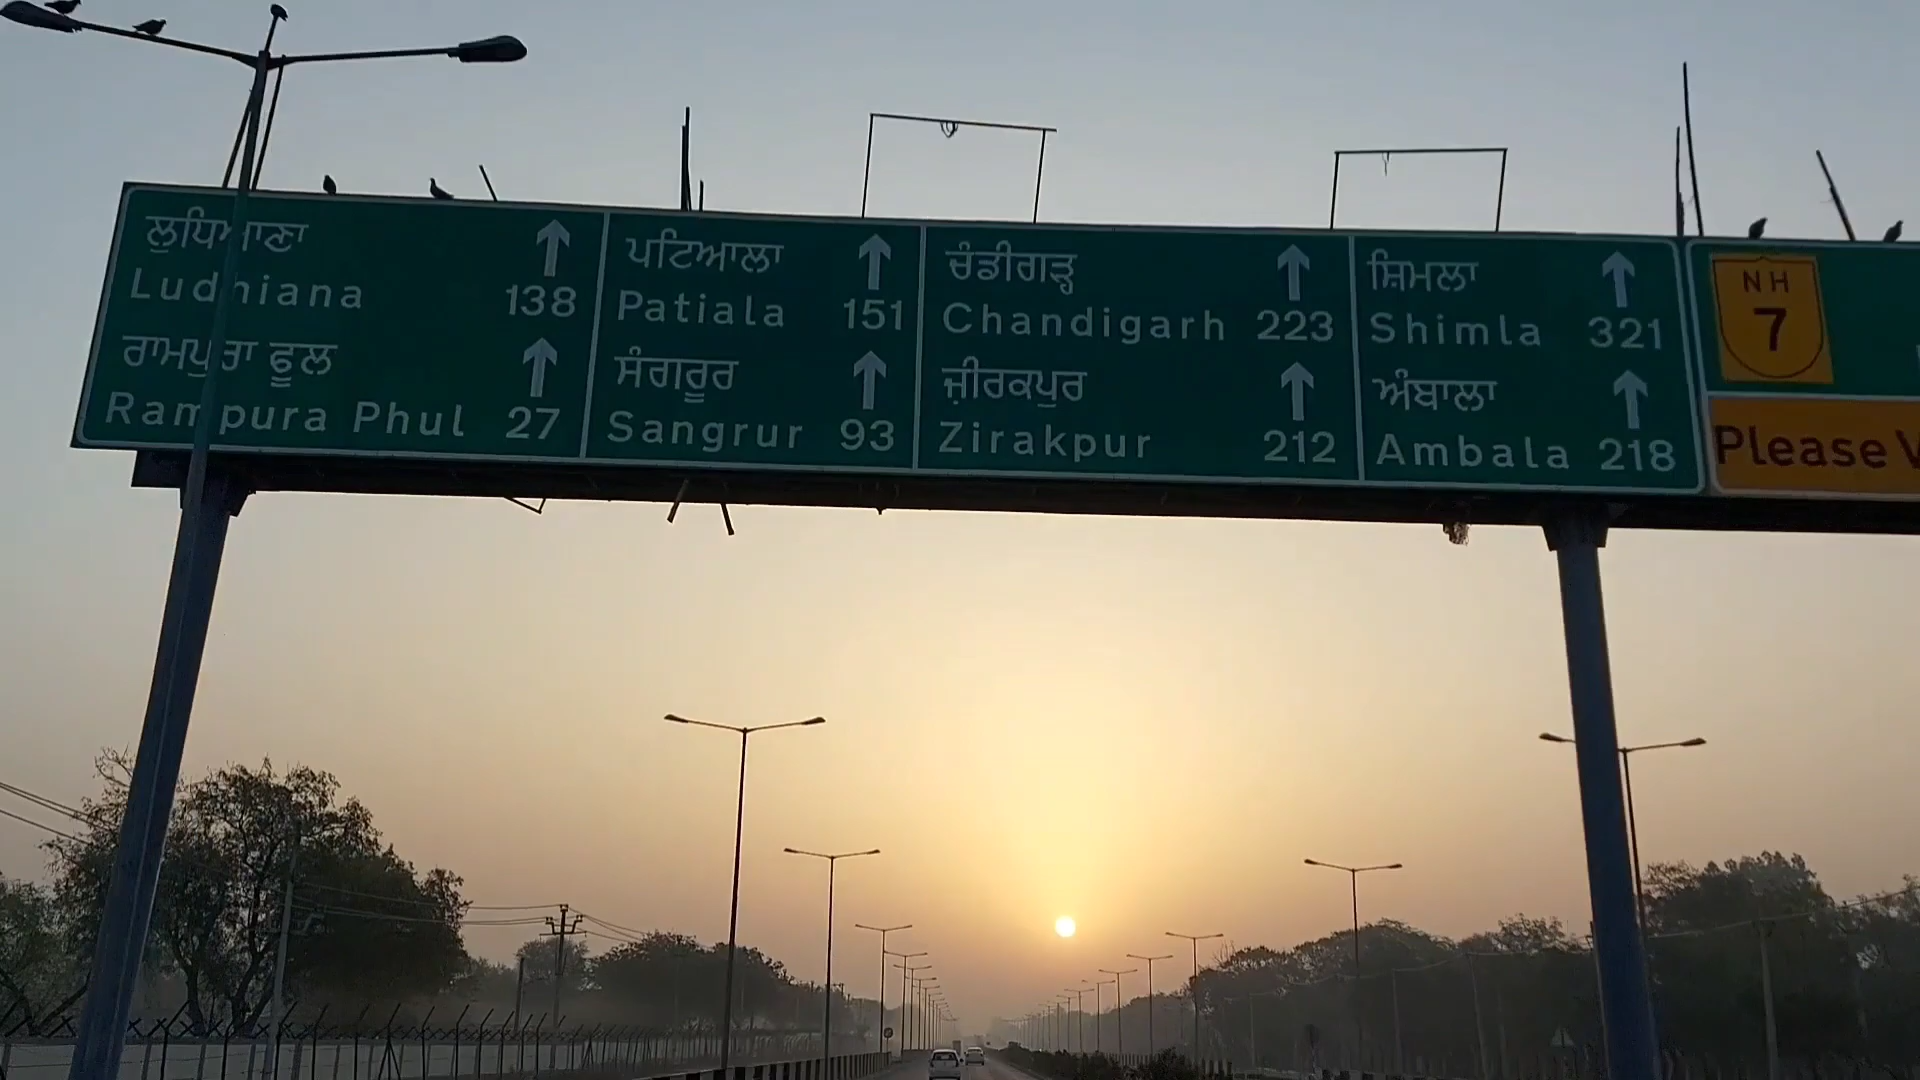 ਲੁਧਿਆਣਾ
Ludhiana 138
ਰਾਮਪੁਰਾ ਫੂਲ
Rampura Phul 27
ਪਟਿਆਲਾ
Patiala 151
ਸੰਗਰੂਰ
Sangrur 93
ਚੰਡੀਗੜ੍ਹ
Chandigarh 223
ਜ਼ੀਰਕਪੁਰ
Zirakpur 212
ਸ਼ਿਮਲਾ
Shimla 321
ਅੰਬਾਲਾ
Ambala 218
NH
7
Please